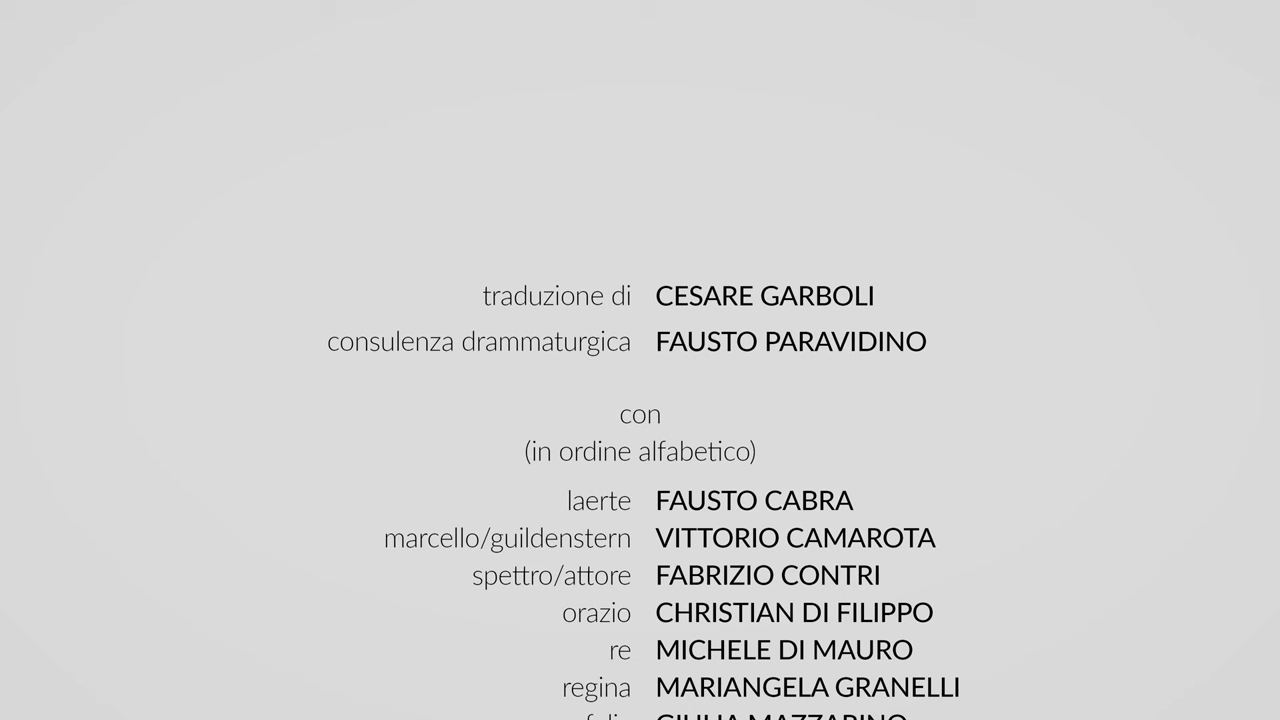 traduzione di CESARE GARBOLI
consulenza drammaturgica FAUSTO PARAVIDINO
con
(in ordine alfabetico)
laerte FAUSTO CABRA
marcello/guildenstern VITTORIO CAMAROTA
spettro/attore FABRIZIO CONTRI
orazio CHRISTIAN DI FILIPPO
re MICHELE DI MAURO
regina MARIANGELA GRANELLI